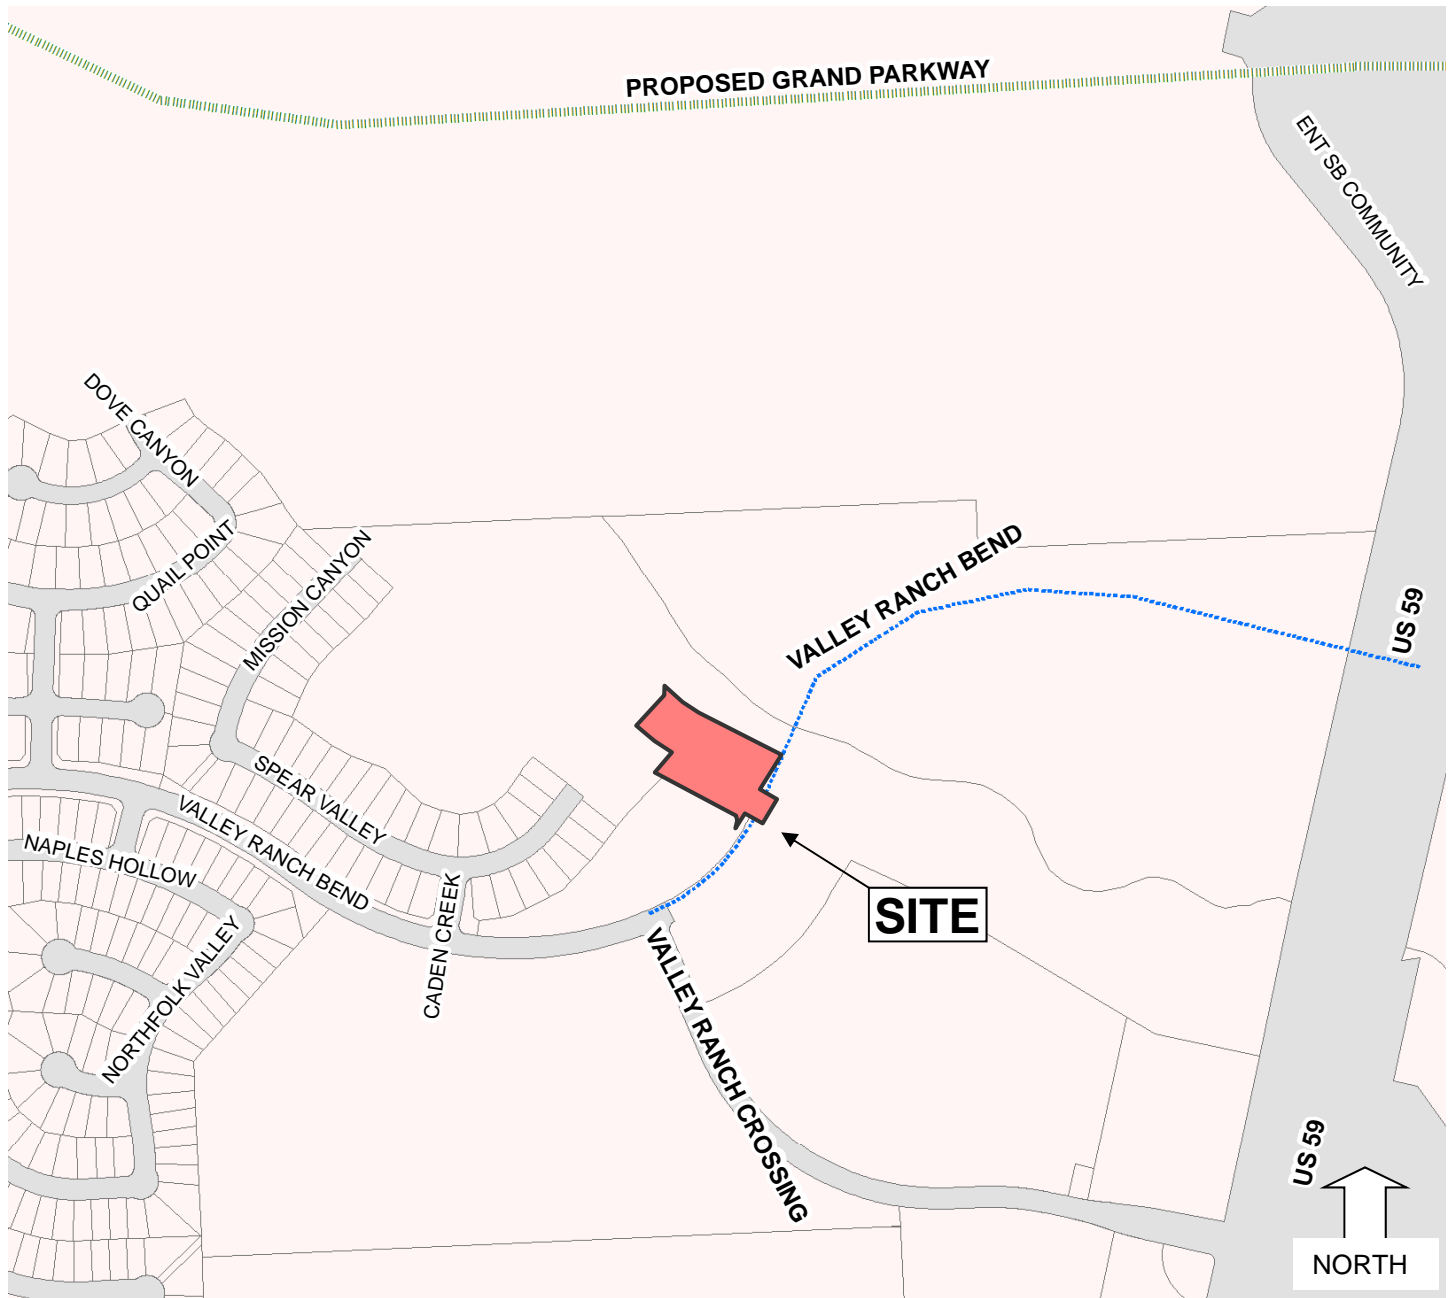 PROPOSED GRAND PARKWAY
ENT SB COMMUNITY
DOVE CANYON
QUAIL POINT
MISSION CANYON
VALLEY RANCH BEND
US 59
SPEAR VALLEY
VALLEY RANCH BEND
NAPLES HOLLOW
CADEN CREEK
SITE
NORTHFOLK VALLEY
VALLEY RANCH CROSSING
US 59
NORTH